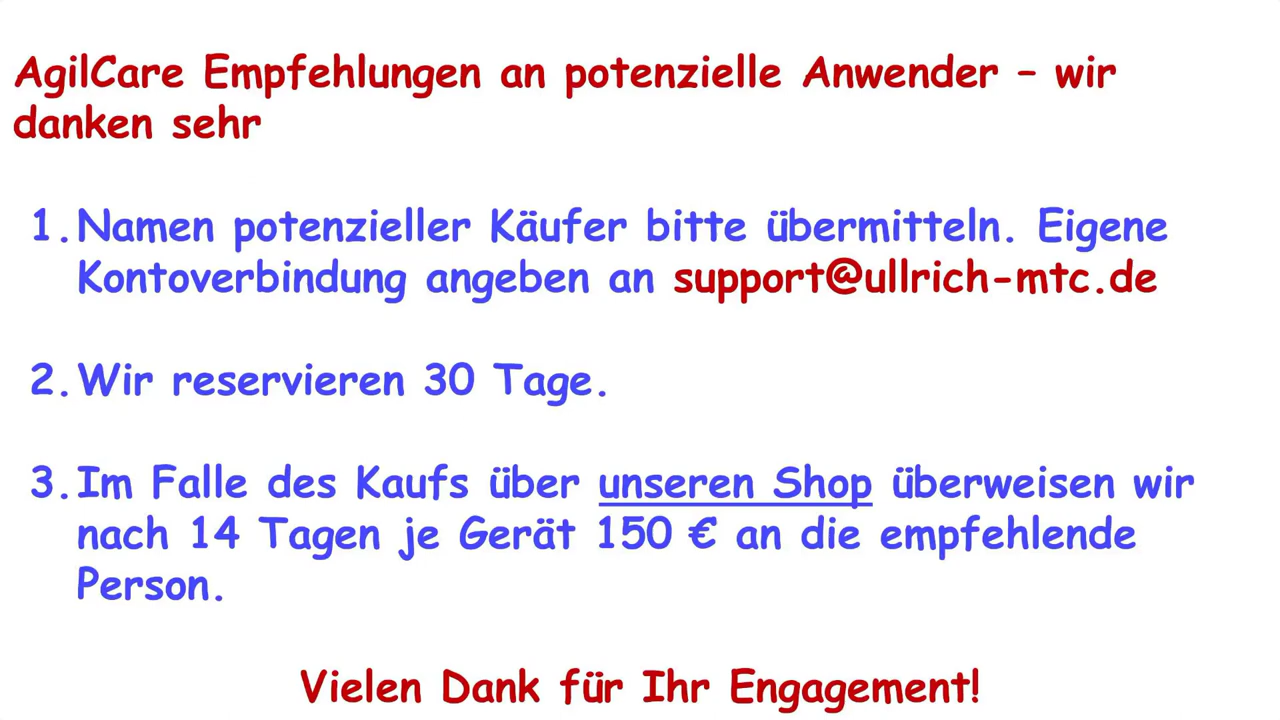 AgilCare Empfehlungen an potenzielle Anwender – wir
danken sehr
1. Namen potenzieller Käufer bitte übermitteln. Eigene
Kontoverbindung angeben an support@ullrich-mtc.de
2. Wir reservieren 30 Tage.
3. Im Falle des Kaufs über unseren Shop überweisen wir
nach 14 Tagen je Gerät 150 € an die empfehlende
Person.
Vielen Dank für Ihr Engagement!